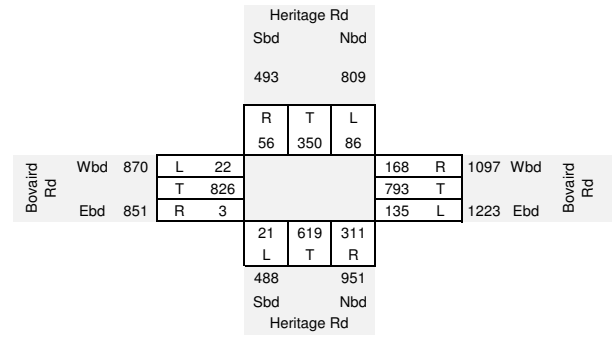 Heritage Rd
Sbd Nbd
493 809
R T L
56 350 86
Bovaird Rd Wbd 870 L 22 168 R 1097 Wbd Bovaird Rd
T 826 793 T
Ebd 851 R 3 135 L 1223 Ebd
21 619 311
L T R
488 951
Sbd Nbd
Heritage Rd